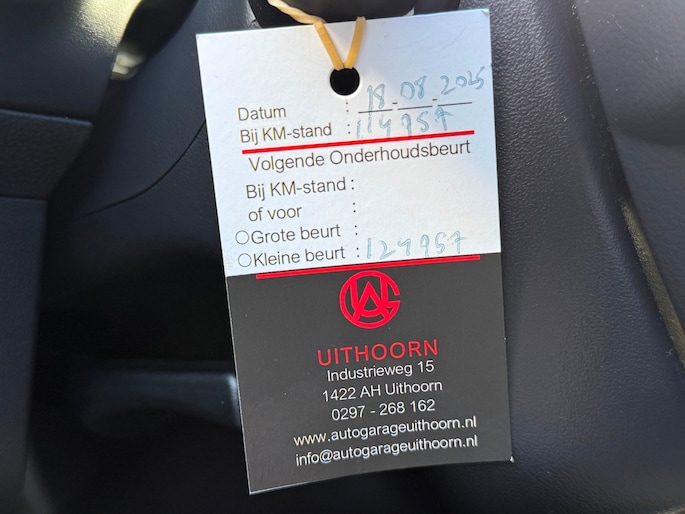 Datum : 18-08-2025
Bij KM-stand : 114957
Volgende Onderhoudsbeurt
Bij KM-stand :
of voor :
Grote beurt :
Kleine beurt : 124957
UITHOORN
Industrieweg 15
1422 AH Uithoorn
0297 - 268 162
www.autogarageuithoorn.nl
info@autogarageuithoorn.nl